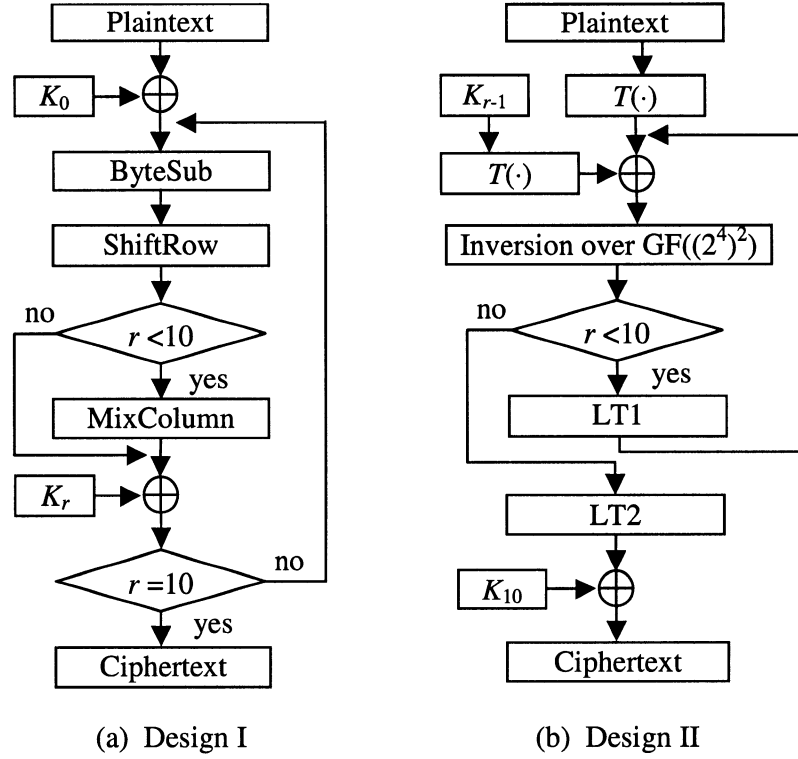 Plaintext
K0
ByteSub
ShiftRow
no
r <10
yes
MixColumn
Kr
r =10
no
yes
Ciphertext
(a) Design I
Plaintext
Kr-1
T(·)
T(·)
Inversion over GF((2^4)^2)
no
r <10
yes
LT1
LT2
K10
Ciphertext
(b) Design II